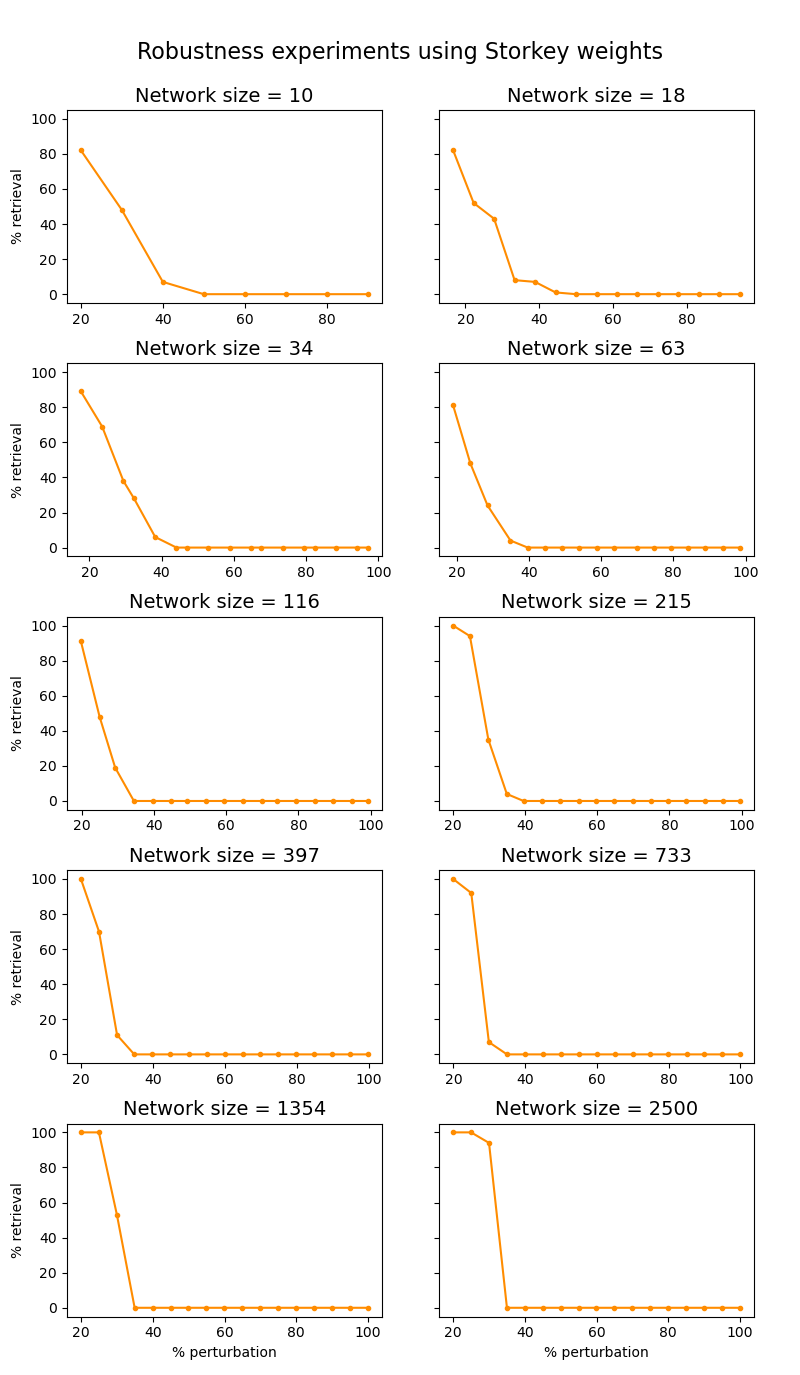 Robustness experiments using Storkey weights
Network size = 10
Network size = 18
% retrieval
100
80
60
40
20
0
20 40 60 80
20 40 60 80
Network size = 34
Network size = 63
% retrieval
100
80
60
40
20
0
20 40 60 80 100
20 40 60 80 100
Network size = 116
Network size = 215
% retrieval
100
80
60
40
20
0
20 40 60 80 100
20 40 60 80 100
Network size = 397
Network size = 733
% retrieval
100
80
60
40
20
0
20 40 60 80 100
20 40 60 80 100
Network size = 1354
Network size = 2500
% retrieval
100
80
60
40
20
0
20 40 60 80 100
20 40 60 80 100
% perturbation
% perturbation